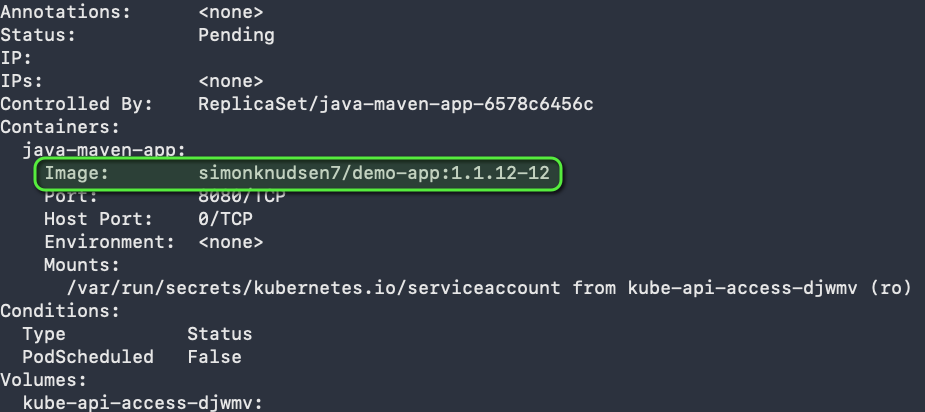 Annotations: <none>
Status: Pending
IP:
IPs: <none>
Controlled By: ReplicaSet/java-maven-app-6578c6456c
Containers:
java-maven-app:
Image: simonknudsen7/demo-app:1.1.12-12
Port: 8080/TCP
Host Port: 0/TCP
Environment: <none>
Mounts:
/var/run/secrets/kubernetes.io/serviceaccount from kube-api-access-djwmv (ro)
Conditions:
Type Status
PodScheduled False
Volumes:
kube-api-access-djwmv: